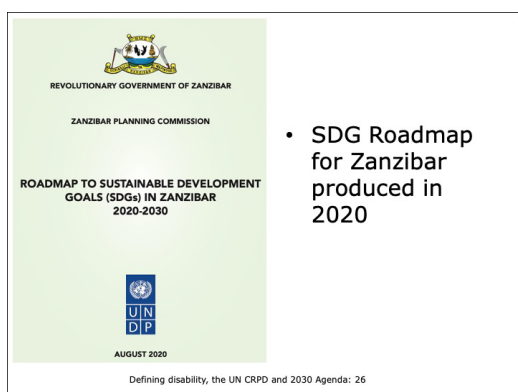 REVOLUTIONARY GOVERNMENT OF ZANZIBAR
ZANZIBAR PLANNING COMMISSION
ROADMAP TO SUSTAINABLE DEVELOPMENT
GOALS (SDGs) IN ZANZIBAR
2020-2030
U N
D P
AUGUST 2020
• SDG Roadmap
for Zanzibar
produced in
2020
Defining disability, the UN CRPD and 2030 Agenda: 26